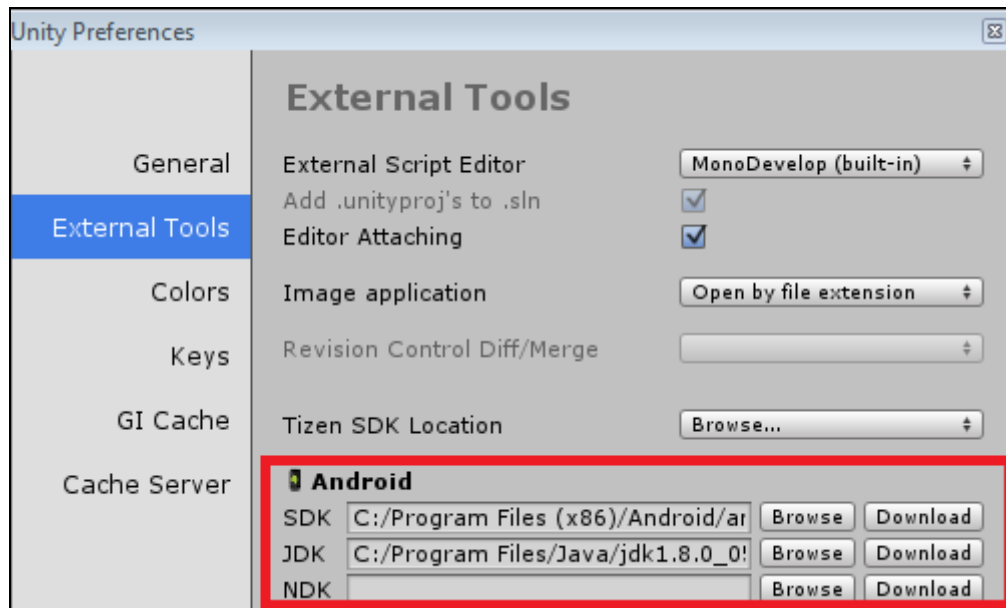 Unity Preferences
External Tools
General
External Script Editor MonoDevelop (built-in)
Add .unityproj's to .sln
External Tools
Editor Attaching
Colors
Image application Open by file extension
Keys
Revision Control Diff/Merge
GI Cache
Tizen SDK Location Browse...
Cache Server
Android
SDK C:/Program Files (x86)/Android/ Browse Download
JDK C:/Program Files/Java/jdk1.8.0_0 Browse Download
NDK Browse Download